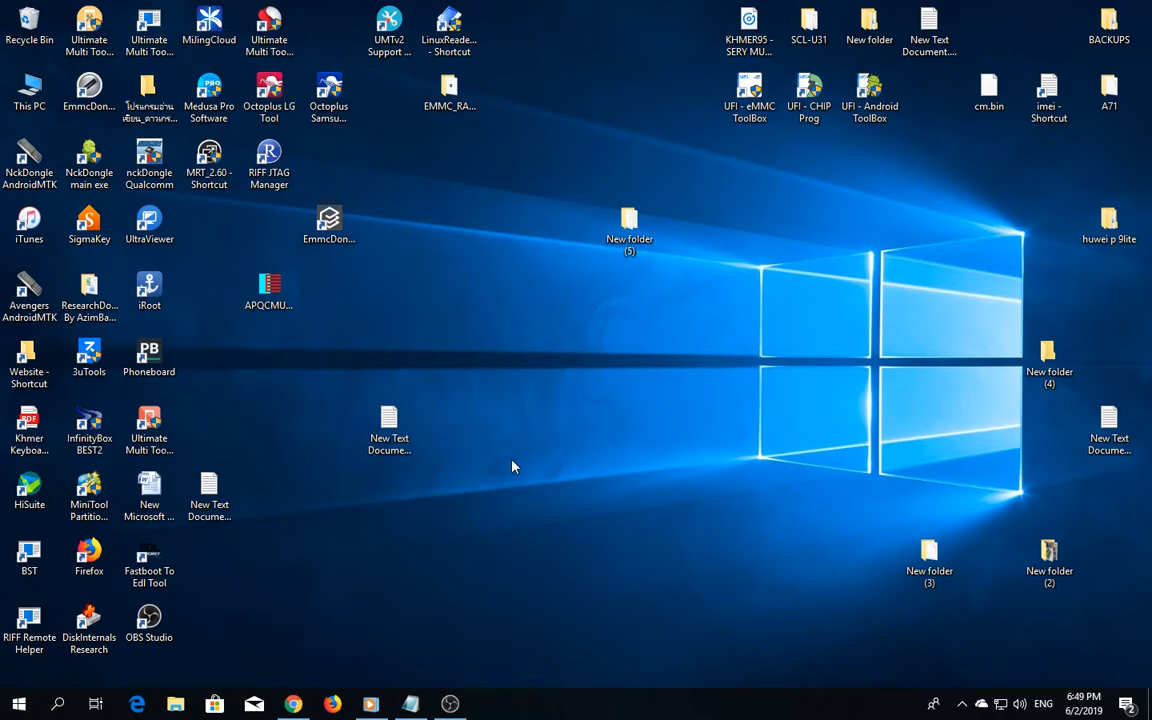 Recycle Bin
Ultimate
Multi Too...
Ultimate
Multi Too...
MiJingCloud
Ultimate
Multi Too...
UMTv2
Support ...
LinuxReade...
- Shortcut
KHMER95 -
SERY MU...
SCL-U31
New folder
New Text
Document....
BACKUPS
This PC
EmmcDon...
โปรแกรมอ่าน
เขียน_ดาวเกร...
Medusa Pro
Software
Octoplus LG
Tool
Octoplus
Samsu...
EMMC_RA...
UFI - eMMC
ToolBox
UFI - CHIP
Prog
UFI - Android
ToolBox
cm.bin
imei -
Shortcut
A71
NckDongle
AndroidMTK
NckDongle
main exe
nckDongle
Qualcomm
MRT_2.60 -
Shortcut
RIFF JTAG
Manager
iTunes
SigmaKey
UltraViewer
EmmcDon...
New folder
(5)
huwei p 9lite
Avengers
AndroidMTK
ResearchDo...
By AzimBa...
iRoot
APQCMU...
Website -
Shortcut
3uTools
PB
Phoneboard
New folder
(4)
PDF
Khmer
Keyboa...
InfinityBox
BEST2
Ultimate
Multi Too...
New Text
Docume...
New Text
Docume...
HiSuite
MiniTool
Partitio...
New
Microsoft ...
New Text
Docume...
BST
Firefox
Fastboot To
Edl Tool
New folder
(3)
New folder
(2)
RIFF Remote
Helper
DiskInternals
Research
OBS Studio
ENG
6:49 PM
6/2/2019
2